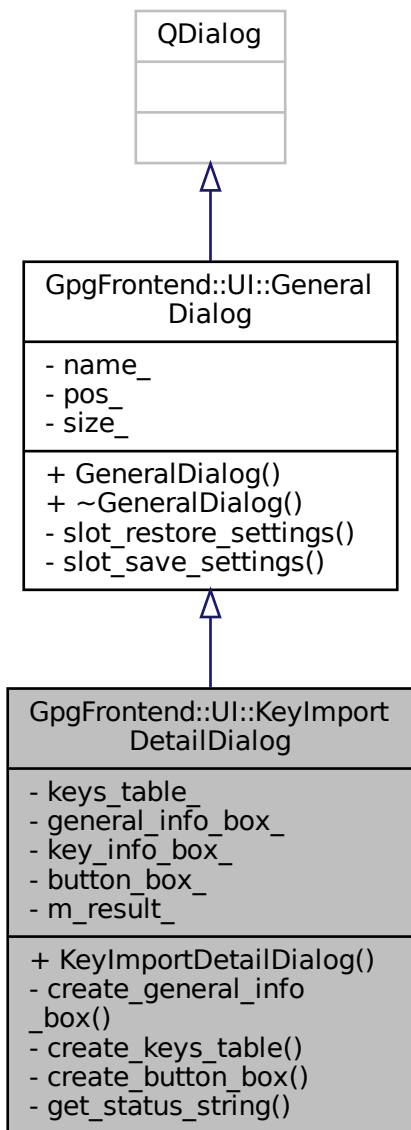 QDialog
GpgFrontend::UI::General
Dialog
- name_
- pos_
- size_
+ GeneralDialog()
+ ~GeneralDialog()
- slot_restore_settings()
- slot_save_settings()
GpgFrontend::UI::KeyImport
DetailDialog
- keys_table_
- general_info_box_
- key_info_box_
- button_box_
- m_result_
+ KeyImportDetailDialog()
- create_general_info
_box()
- create_keys_table()
- create_button_box()
- get_status_string()